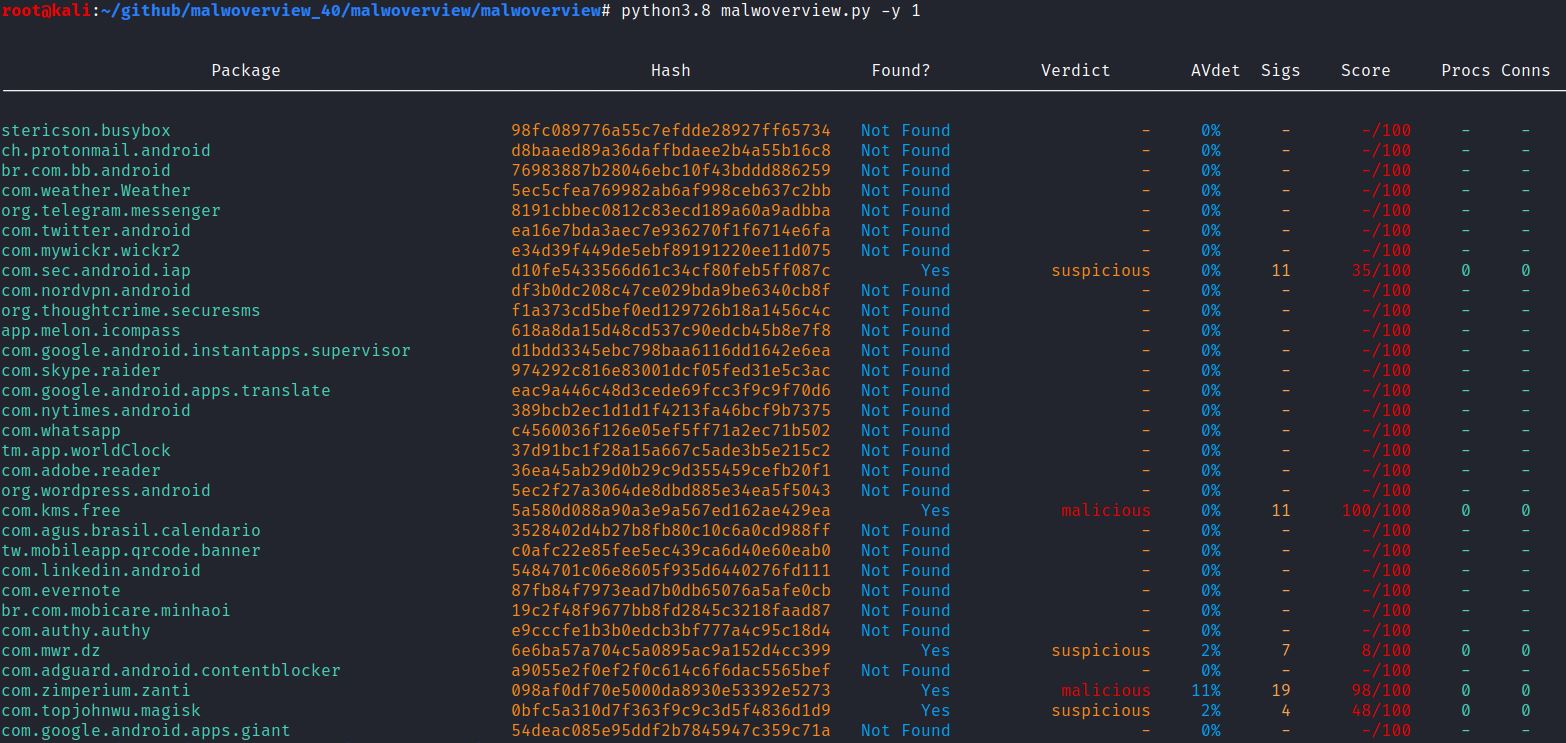 root@kali:~/github/malwoverview_40/malwoverview/malwoverview# python3.8 malwoverview.py -y 1
Package Hash Found? Verdict AVdet Sigs Score Procs Conns
stericson.busybox 98fc089776a55c7efdde28927ff65734 Not Found - 0% - -/100 - -
ch.protonmail.android d8baaed89a36daffbdaee2b4a55b16c8 Not Found - 0% - -/100 - -
br.com.bb.android 76983887b28046ebc10f43bddd886259 Not Found - 0% - -/100 - -
com.weather.Weather 5ec5cfea769982ab6af998ceb637c2bb Not Found - 0% - -/100 - -
org.telegram.messenger 8191cbbec0812c83ecd189a60a9adbba Not Found - 0% - -/100 - -
com.twitter.android ea16e7bda3aec7e936270f1f6714e6fa Not Found - 0% - -/100 - -
com.mywickr.wickr2 e34d39f449de5ebf89191220ee11d075 Not Found - 0% - -/100 - -
com.sec.android.iap d10fe5433566d61c34cf80feb5ff087c Yes suspicious 0% 11 35/100 0 0
com.nordvpn.android df3b0dc208c47ce029bda9be6340cb8f Not Found - 0% - -/100 - -
org.thoughtcrime.securesms f1a373cd5bef0ed129726b18a1456c4c Not Found - 0% - -/100 - -
app.melon.icompass 618a8da15d48cd537c90edcb45b8e7f8 Not Found - 0% - -/100 - -
com.google.android.instantapps.supervisor d1bdd3345ebc798baa6116dd1642e6ea Not Found - 0% - -/100 - -
com.skype.raider 974292c816e83001dcf05fed31e5c3ac Not Found - 0% - -/100 - -
com.google.android.apps.translate eac9a446c48d3cede69fcc3f9c9f70d6 Not Found - 0% - -/100 - -
com.nytimes.android 389bcb2ec1d1d1f4213fa46bcf9b7375 Not Found - 0% - -/100 - -
com.whatsapp c4560036f126e05ef5ff71a2ec71b502 Not Found - 0% - -/100 - -
tm.app.worldClock 37d91bc1f28a15a667c5ade3b5e215c2 Not Found - 0% - -/100 - -
com.adobe.reader 36ea45ab29d0b29c9d355459cefb20f1 Not Found - 0% - -/100 - -
org.wordpress.android 5ec2f27a3064de8dbd885e34ea5f5043 Not Found - 0% - -/100 - -
com.kms.free 5a580d088a90a3e9a567ed162ae429ea Yes malicious 0% 11 100/100 0 0
com.agus.brasil.calendario 3528402d4b27b8fb80c10c6a0cd988ff Not Found - 0% - -/100 - -
tw.mobileapp.qrcode.banner c0afc22e85fee5ec439ca6d40e60eab0 Not Found - 0% - -/100 - -
com.linkedin.android 5484701c06e8605f935d6440276fd111 Not Found - 0% - -/100 - -
com.evernote 87fb84f7973ead7b0db65076a5afe0cb Not Found - 0% - -/100 - -
br.com.mobicare.minhaoi 19c2f48f9677bb8fd2845c3218faad87 Not Found - 0% - -/100 - -
com.authy.authy e9cccfe1b3b0edcb3bf777a4c95c18d4 Not Found - 0% - -/100 - -
com.mwr.dz 6e6ba57a704c5a0895ac9a152d4cc399 Yes suspicious 2% 7 8/100 0 0
com.adguard.android.contentblocker a9055e2f0ef2f0c614c6f6dac5565bef Not Found - 0% - -/100 - -
com.zimperium.zanti 098af0df70e5000da8930e53392e5273 Yes malicious 11% 19 98/100 0 0
com.topjohnwu.magisk 0bfc5a310d7f363f9c9c3d5f4836d1d9 Yes suspicious 2% 4 48/100 0 0
com.google.android.apps.giant 54deac085e95ddf2b7845947c359c71a Not Found - 0% - -/100 - -